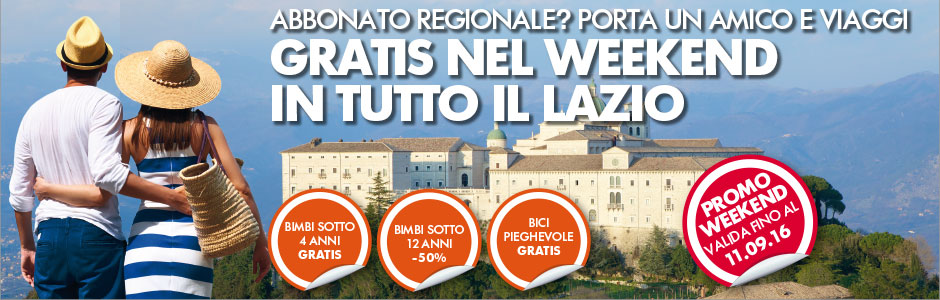 ABBONATO REGIONALE? PORTA UN AMICO E VIAGGI
GRATIS NEL WEEKEND
IN TUTTO IL LAZIO
BIMBI SOTTO
4 ANNI
GRATIS
BIMBI SOTTO
12 ANNI
-50%
BICI
PIEGHEVOLE
GRATIS
PROMO
WEEKEND
VALIDA FINO AL
11.09.16